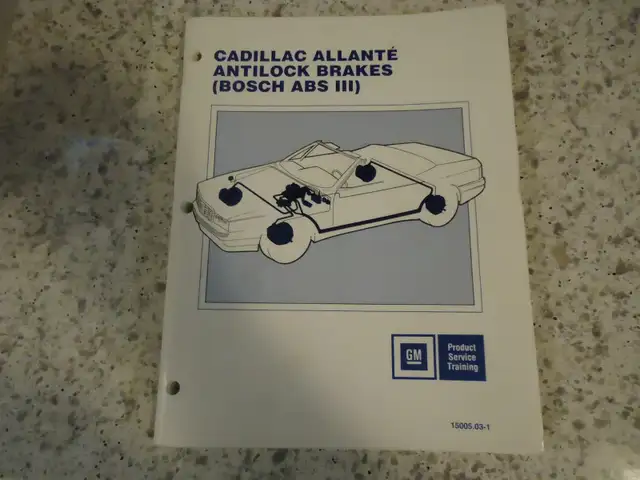 CADILLAC ALLANTÉ
ANTILOCK BRAKES
(BOSCH ABS III)
GM
Product
Service
Training
15005.03-1